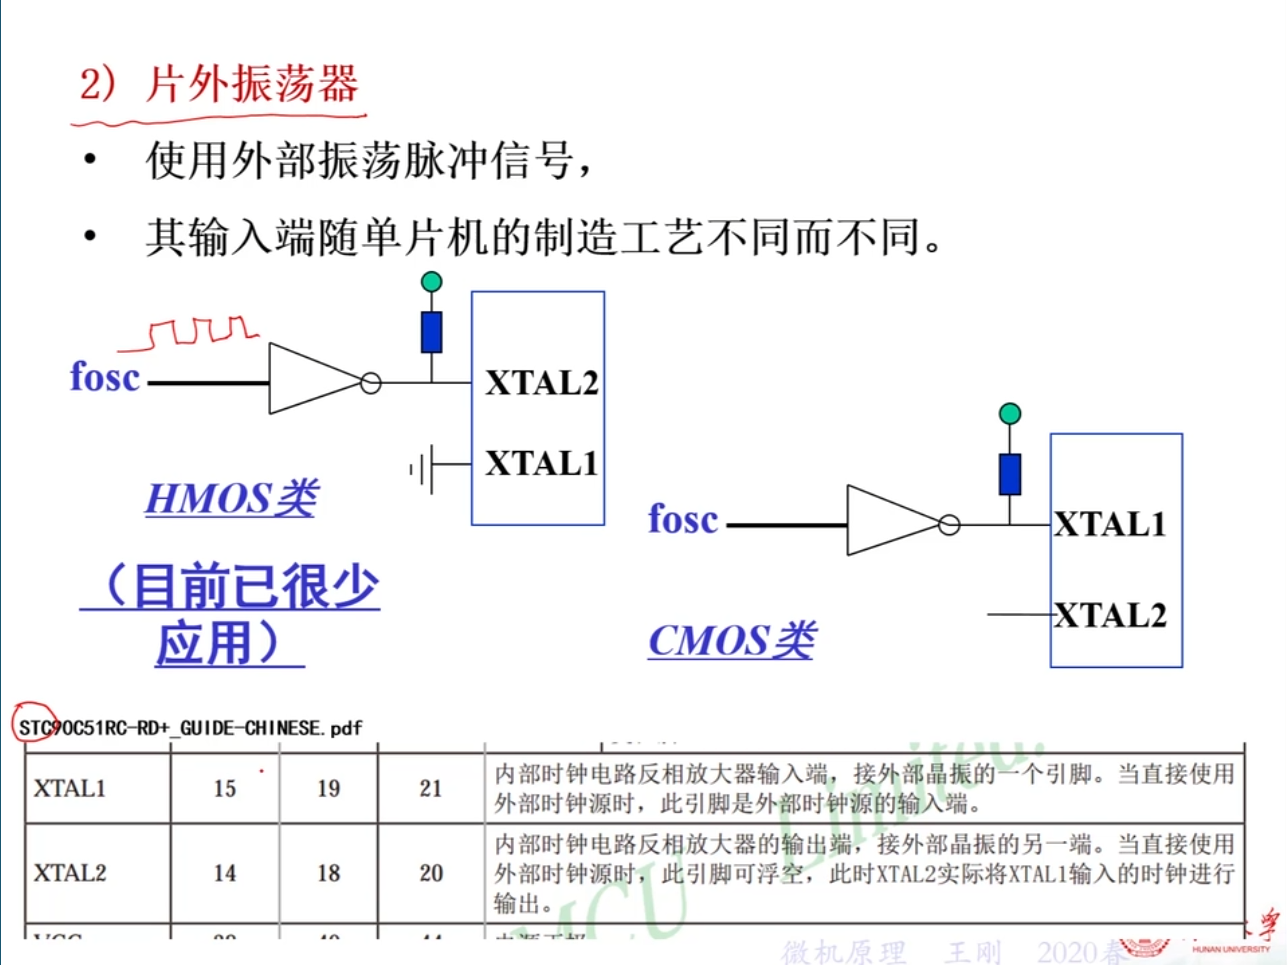 2) 片外振荡器
• 使用外部振荡脉冲信号，
• 其输入端随单片机的制造工艺不同而不同。
fosc
XTAL2
XTAL1
HMOS类
（目前已很少
应用）
fosc
XTAL1
XTAL2
CMOS类
STC90C51RC-RD+_GUIDE-CHINESE.pdf
XTAL1 15 19 21 内部时钟电路反相放大器输入端，接外部晶振的一个引脚。当直接使用
外部时钟源时，此引脚是外部时钟源的输入端。
XTAL2 14 18 20 内部时钟电路反相放大器的输出端，接外部晶振的另一端。当直接使用
外部时钟源时，此引脚可浮空，此时XTAL2实际将XTAL1输入的时钟进行
输出。
MCU Limited.
微机原理 王刚 2020春
HUNAN UNIVERSITY